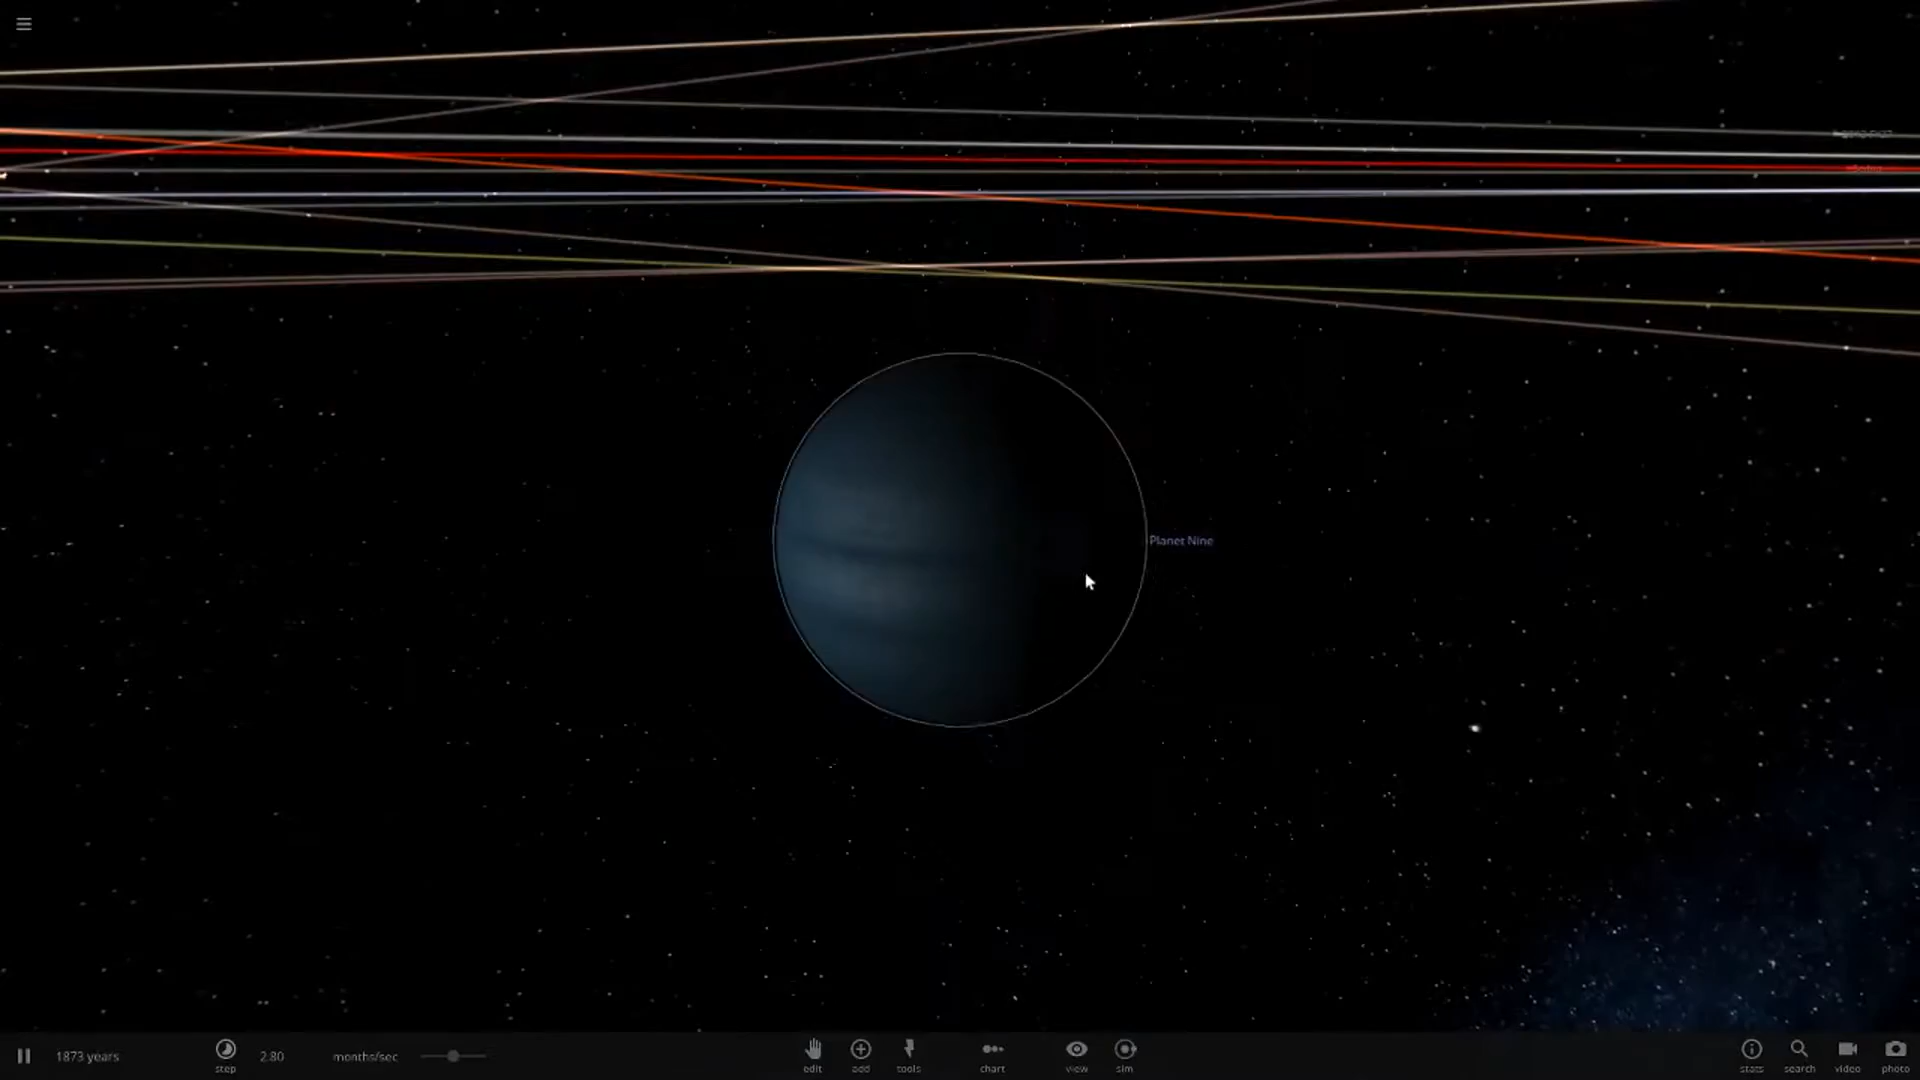 Planet Nine
1873 years
step
2.80 months/sec
edit
add
tools
chart
view
sim
stats
search
video
photo